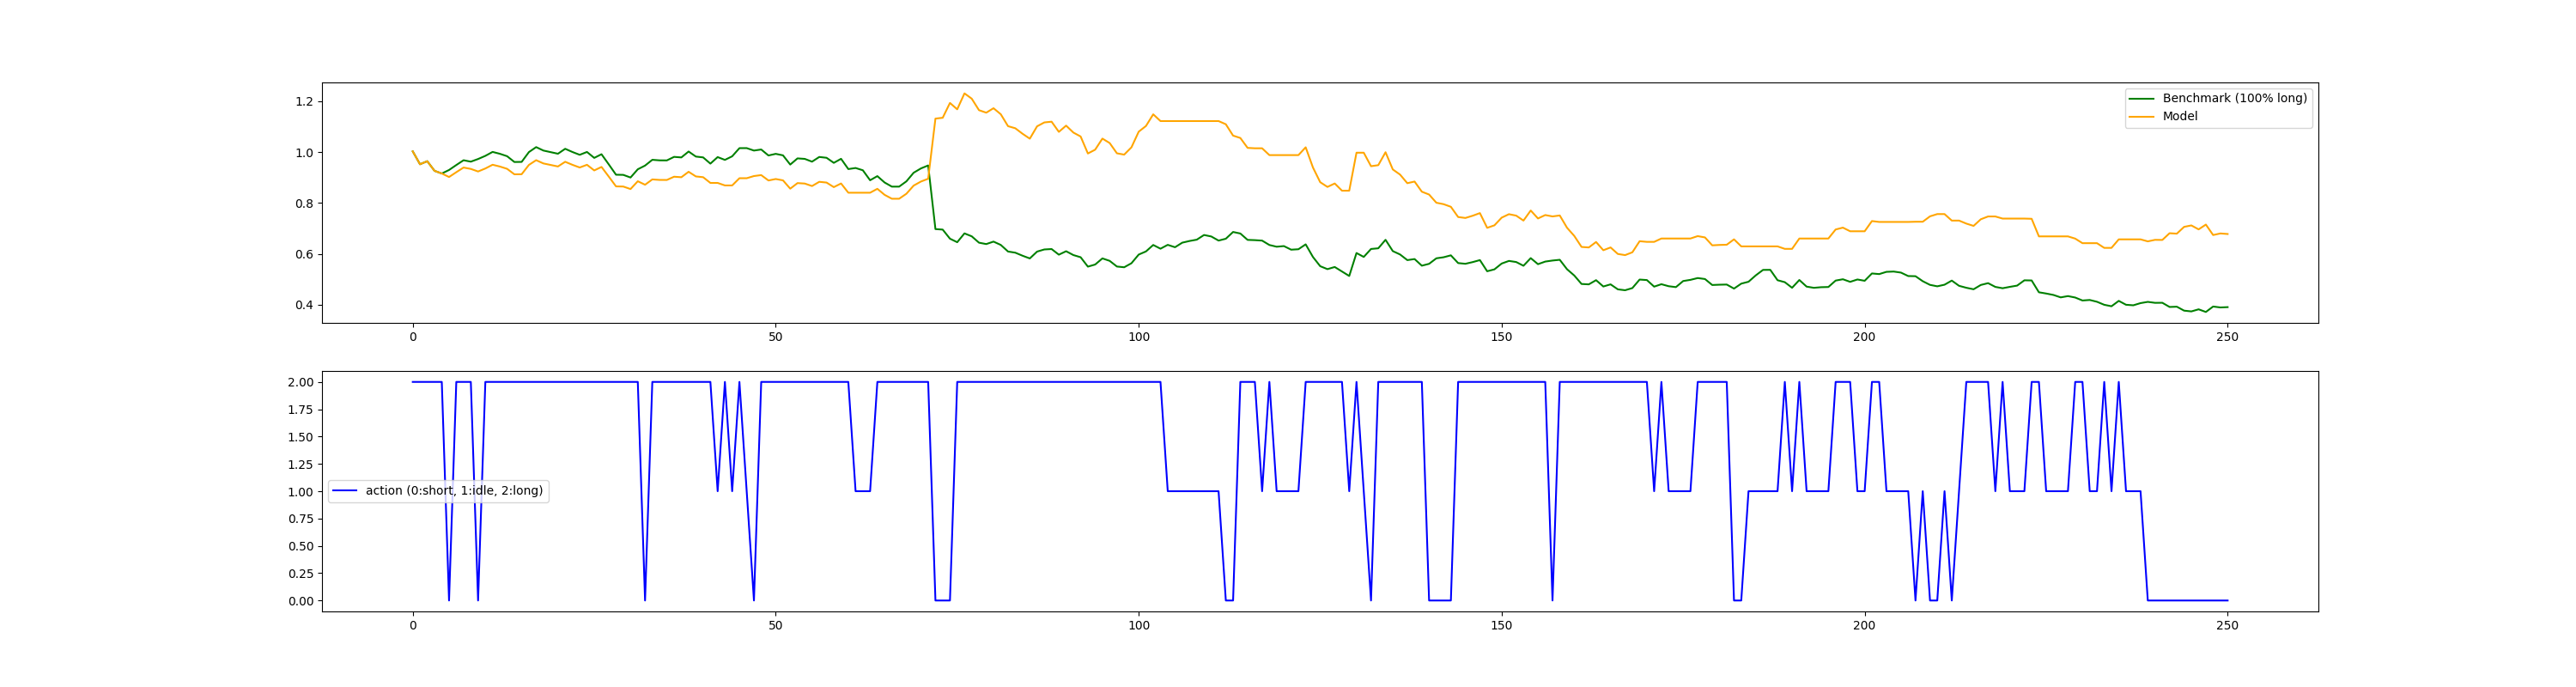 1.2
1.0
0.8
0.6
0.4
Benchmark (100% long)
Model
0 50 100 150 200 250
2.00
1.75
1.50
1.25
1.00
0.75
0.50
0.25
0.00
action (0:short, 1:idle, 2:long)
0 50 100 150 200 250